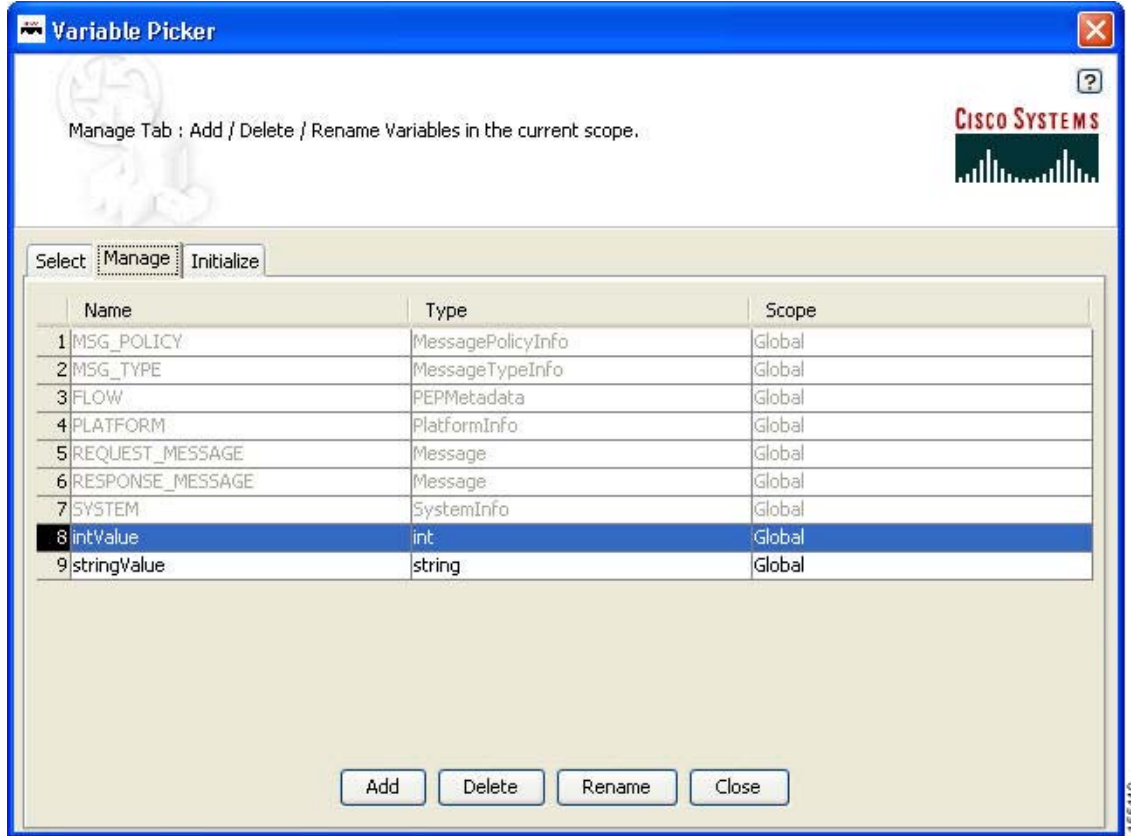 Variable Picker
?
Manage Tab : Add / Delete / Rename Variables in the current scope.
CISCO SYSTEMS
Select Manage Initialize
Name Type Scope
1 MSG_POLICY MessagePolicyInfo Global
2 MSG_TYPE MessageTypeInfo Global
3 FLOW PEPMetadata Global
4 PLATFORM PlatformInfo Global
5 REQUEST_MESSAGE Message Global
6 RESPONSE_MESSAGE Message Global
7 SYSTEM SystemInfo Global
8 intValue int Global
9 stringValue string Global
Add Delete Rename Close